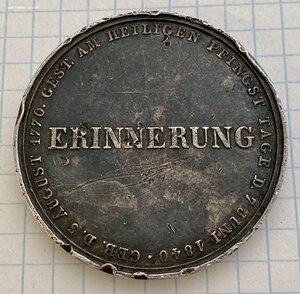 GEB. D. 3 AUGUST 1770. GEST. AM HEILIGEN PFINGST TAGE D 7 JUNI 1840.
ERINNERUNG